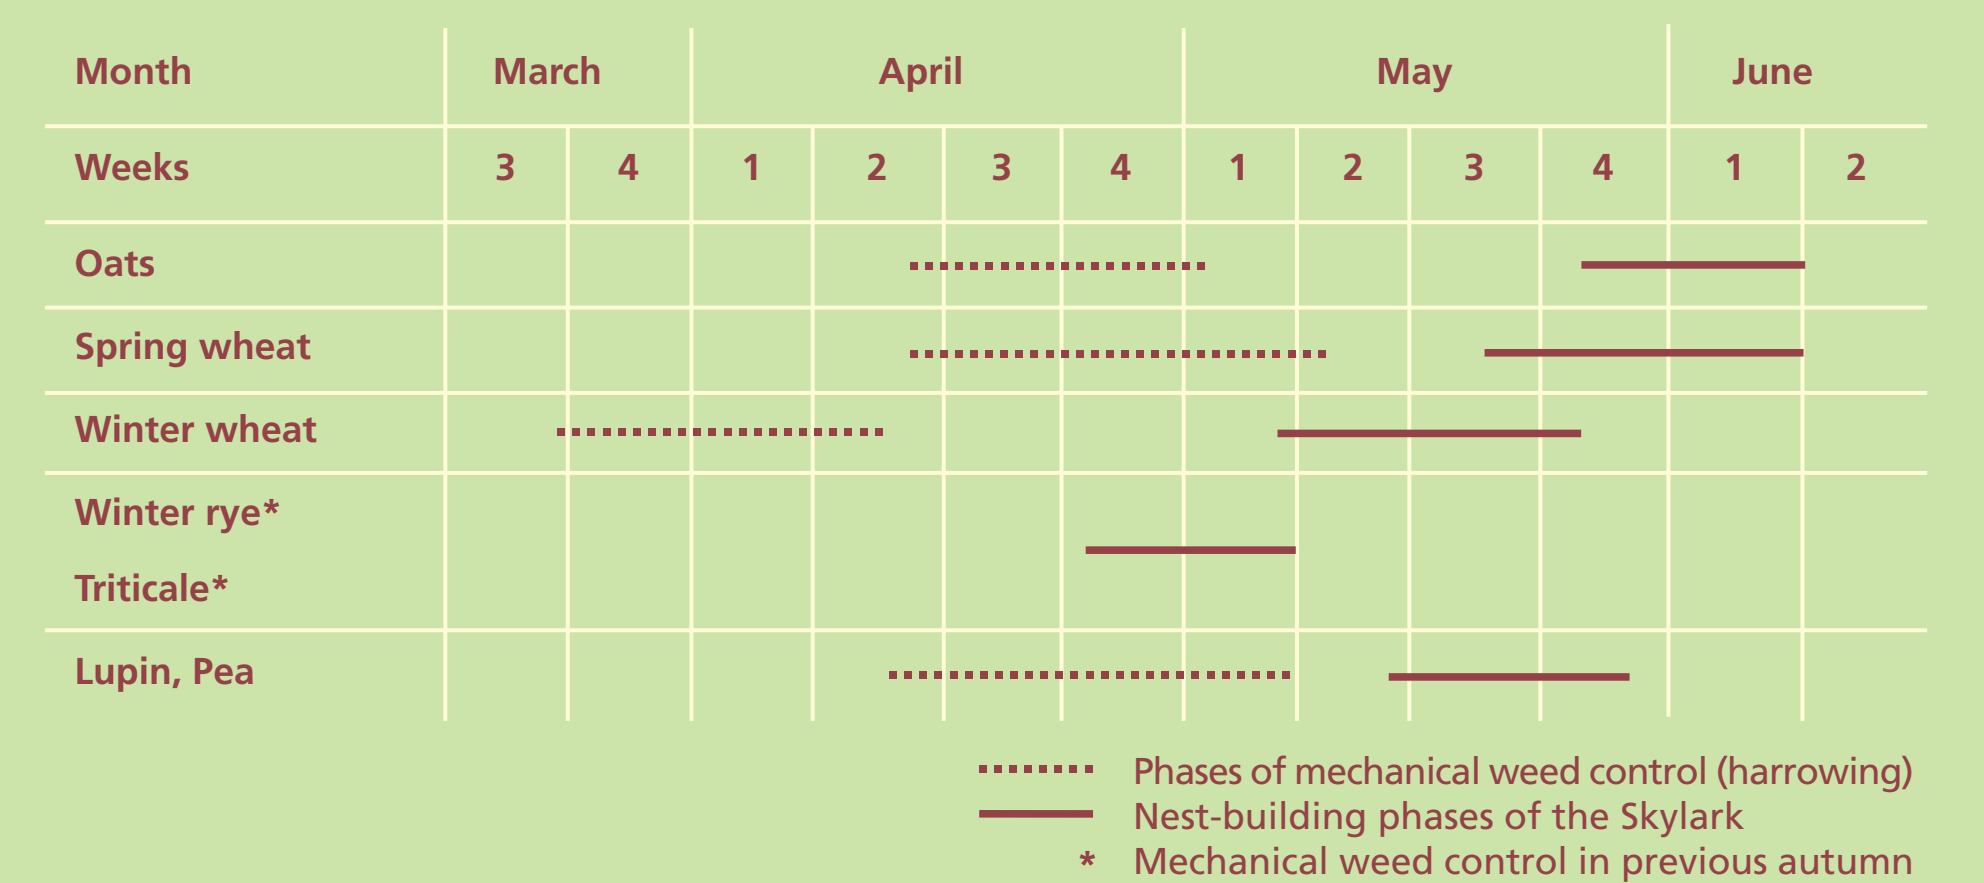 Month March April May June
Weeks 3 4 1 2 3 4 1 2 3 4 1 2
Oats
Spring wheat
Winter wheat
Winter rye*
Triticale*
Lupin, Pea
Phases of mechanical weed control (harrowing)
Nest-building phases of the Skylark
* Mechanical weed control in previous autumn